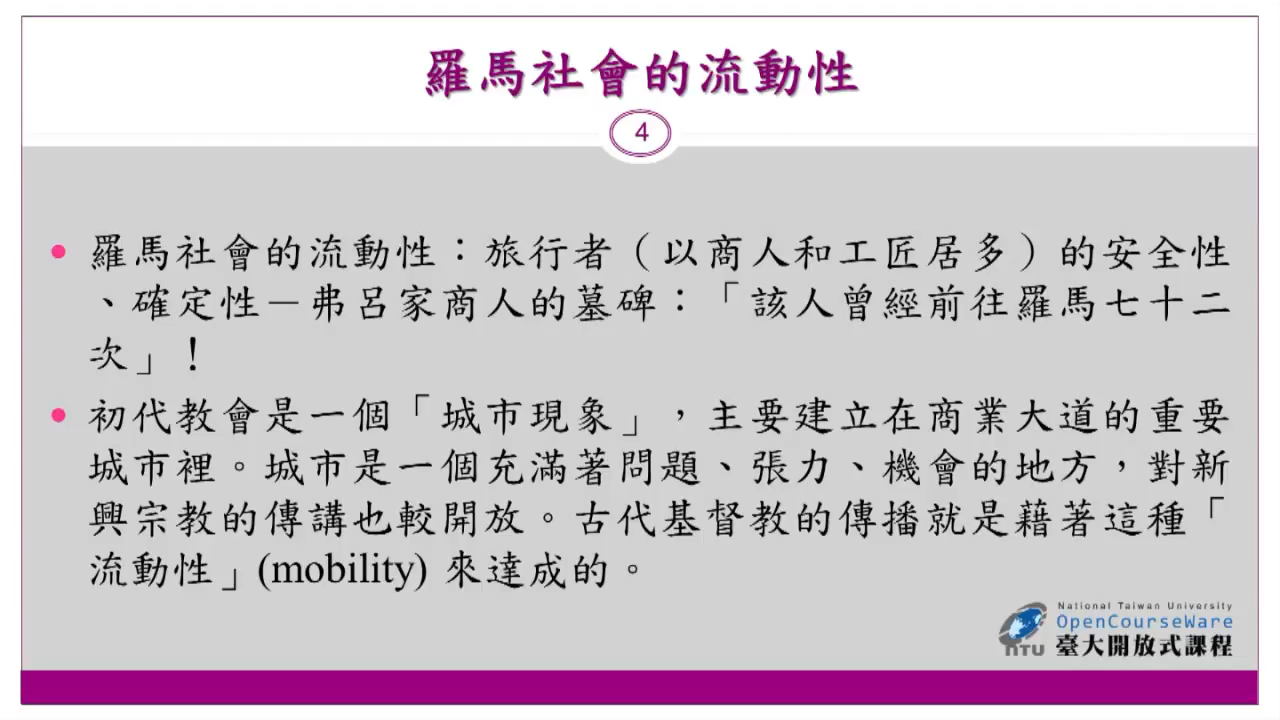 羅馬社會的流動性
4
• 羅馬社會的流動性：旅行者（以商人和工匠居多）的安全性
、確定性－弗呂家商人的墓碑：「該人曾經前往羅馬七十二
次」！
• 初代教會是一個「城市現象」，主要建立在商業大道的重要
城市裡。城市是一個充滿著問題、張力、機會的地方，對新
興宗教的傳講也較開放。古代基督教的傳播就是藉著這種「
流動性」(mobility) 來達成的。
National Taiwan University
OpenCourseWare
NTU 臺大開放式課程